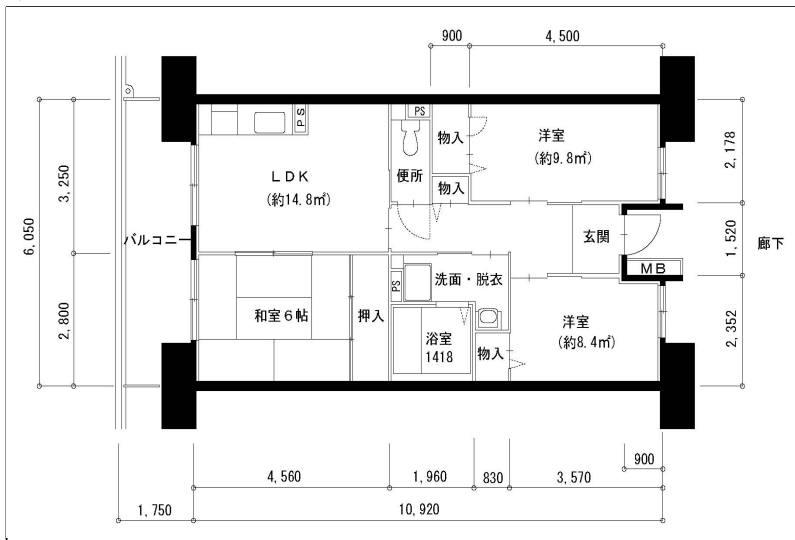 900
4,500
PS
PS
物入
洋室
(約9.8㎡)
2,178
3,250
LDK
(約14.8㎡)
便所
物入
6,050
バルコニー
玄関
1,520
廊下
MB
洗面・脱衣
PS
和室6帖
押入
洋室
(約8.4㎡)
2,800
浴室
1418
物入
2,352
900
4,560
1,960
830
3,570
1,750
10,920